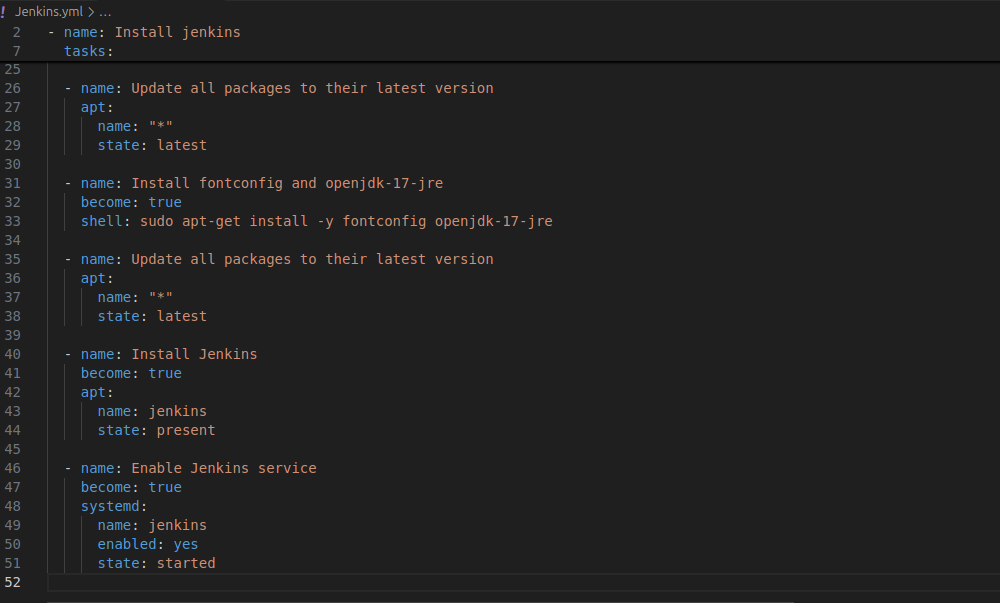 ! Jenkins.yml > ...
2 - name: Install jenkins
7 tasks:
25
26 - name: Update all packages to their latest version
27 apt:
28 name: "*"
29 state: latest
30
31 - name: Install fontconfig and openjdk-17-jre
32 become: true
33 shell: sudo apt-get install -y fontconfig openjdk-17-jre
34
35 - name: Update all packages to their latest version
36 apt:
37 name: "*"
38 state: latest
39
40 - name: Install Jenkins
41 become: true
42 apt:
43 name: jenkins
44 state: present
45
46 - name: Enable Jenkins service
47 become: true
48 systemd:
49 name: jenkins
50 enabled: yes
51 state: started
52